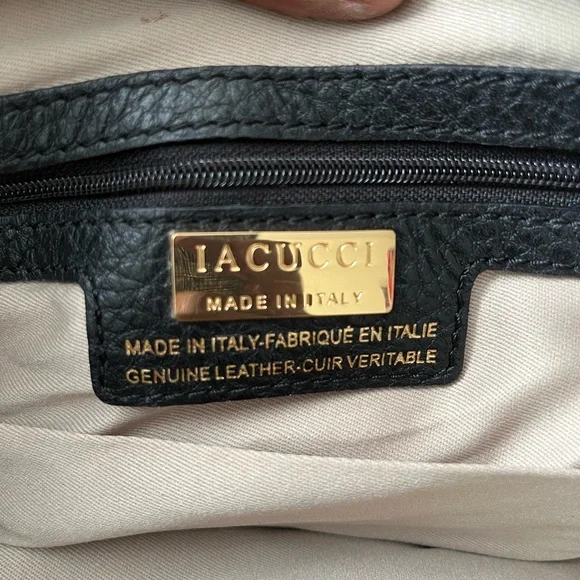 IACUCCI
MADE IN ITALY
MADE IN ITALY-FABRIQUÉ EN ITALIE
GENUINE LEATHER-CUIR VERITABLE